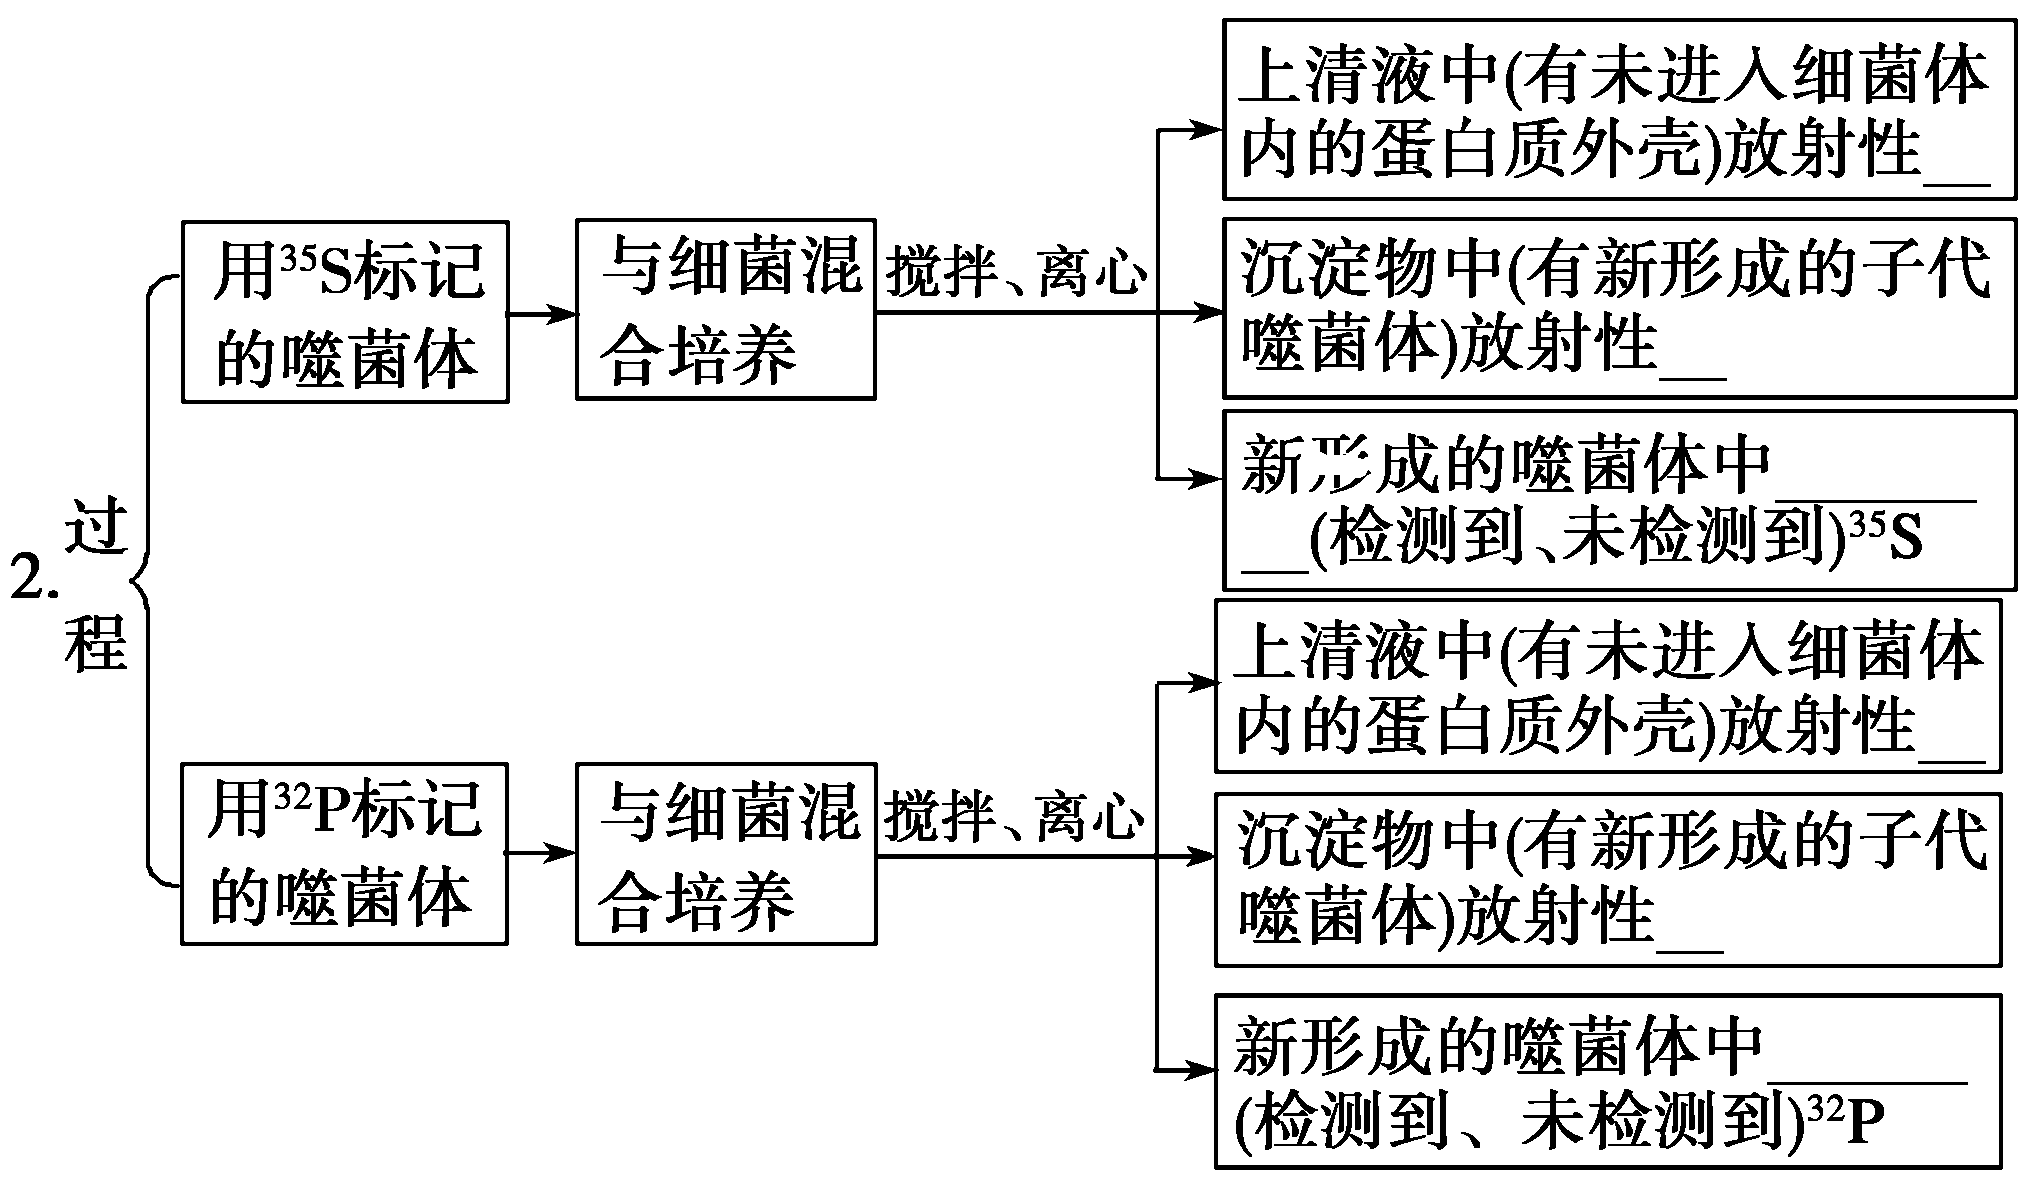 2.过程
用³⁵S标记
的噬菌体
与细菌混
合培养
搅拌、离心
上清液中(有未进入细菌体
内的蛋白质外壳)放射性__
沉淀物中(有新形成的子代
噬菌体)放射性__
新形成的噬菌体中______
__(检测到、未检测到)³⁵S
用³²P标记
的噬菌体
与细菌混
合培养
搅拌、离心
上清液中(有未进入细菌体
内的蛋白质外壳)放射性__
沉淀物中(有新形成的子代
噬菌体)放射性__
新形成的噬菌体中______
(检测到、未检测到)³²P